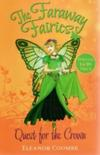 The Faraway Fairies
Quest for the Crown
ELEANOR COOMBE